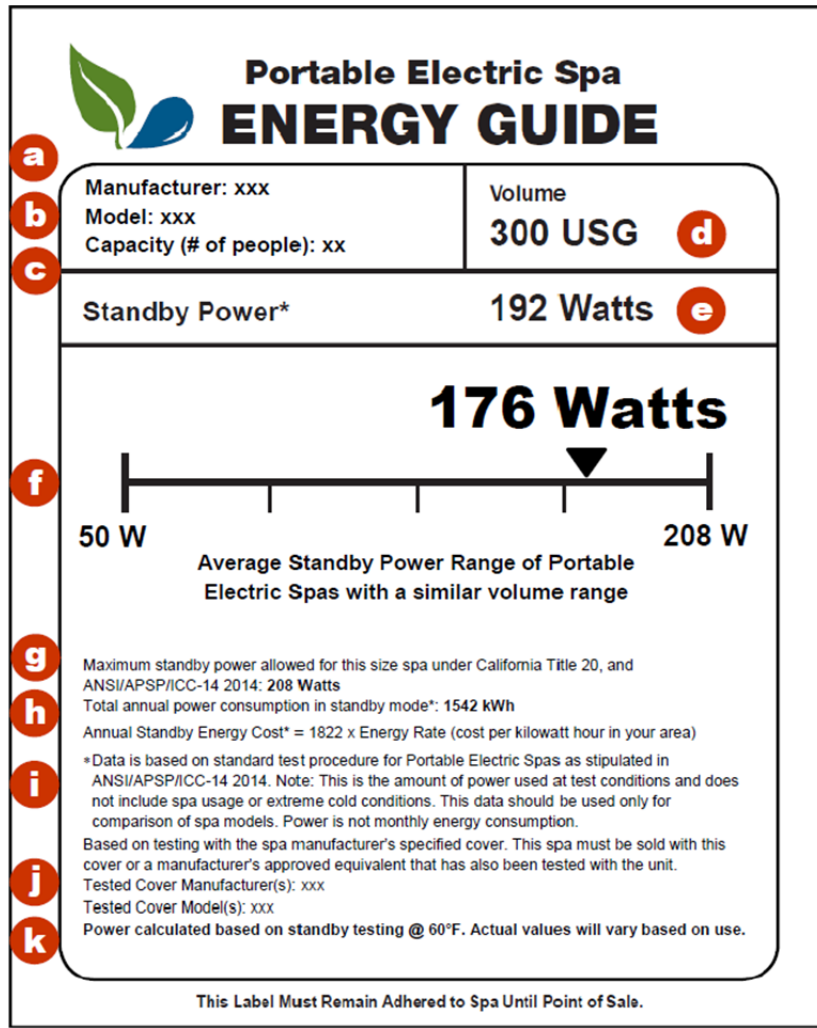 Portable Electric Spa
ENERGY GUIDE
a
Manufacturer: xxx
b
Model: xxx
Capacity (# of people): xx
Volume
300 USG
d
c
Standby Power*
192 Watts
e
176 Watts
f
50 W
208 W
Average Standby Power Range of Portable
Electric Spas with a similar volume range
g
Maximum standby power allowed for this size spa under California Title 20, and
ANSI/APSP/ICC-14 2014: 208 Watts
h
Total annual power consumption in standby mode*: 1542 kWh
Annual Standby Energy Cost* = 1822 x Energy Rate (cost per kilowatt hour in your area)
i
*Data is based on standard test procedure for Portable Electric Spas as stipulated in
ANSI/APSP/ICC-14 2014. Note: This is the amount of power used at test conditions and does
not include spa usage or extreme cold conditions. This data should be used only for
comparison of spa models. Power is not monthly energy consumption.
Based on testing with the spa manufacturer's specified cover. This spa must be sold with this
cover or a manufacturer's approved equivalent that has also been tested with the unit.
j
Tested Cover Manufacturer(s): xxx
Tested Cover Model(s): xxx
k
Power calculated based on standby testing @ 60°F. Actual values will vary based on use.
This Label Must Remain Adhered to Spa Until Point of Sale.